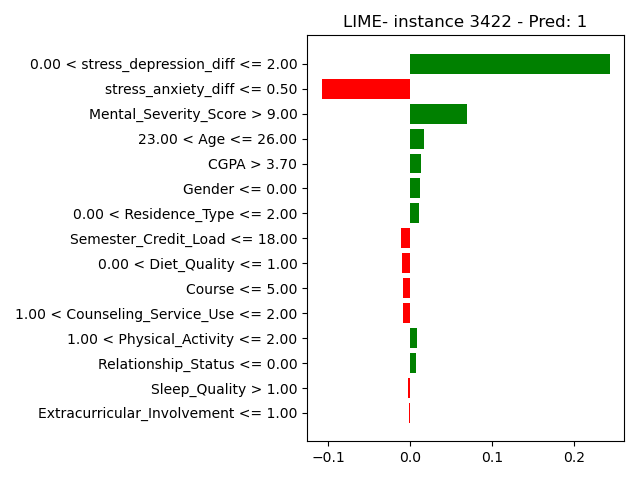 LIME- instance 3422 - Pred: 1
0.00 < stress_depression_diff <= 2.00
stress_anxiety_diff <= 0.50
Mental_Severity_Score > 9.00
23.00 < Age <= 26.00
CGPA > 3.70
Gender <= 0.00
0.00 < Residence_Type <= 2.00
Semester_Credit_Load <= 18.00
0.00 < Diet_Quality <= 1.00
Course <= 5.00
1.00 < Counseling_Service_Use <= 2.00
1.00 < Physical_Activity <= 2.00
Relationship_Status <= 0.00
Sleep_Quality > 1.00
Extracurricular_Involvement <= 1.00
−0.1 0.0 0.1 0.2